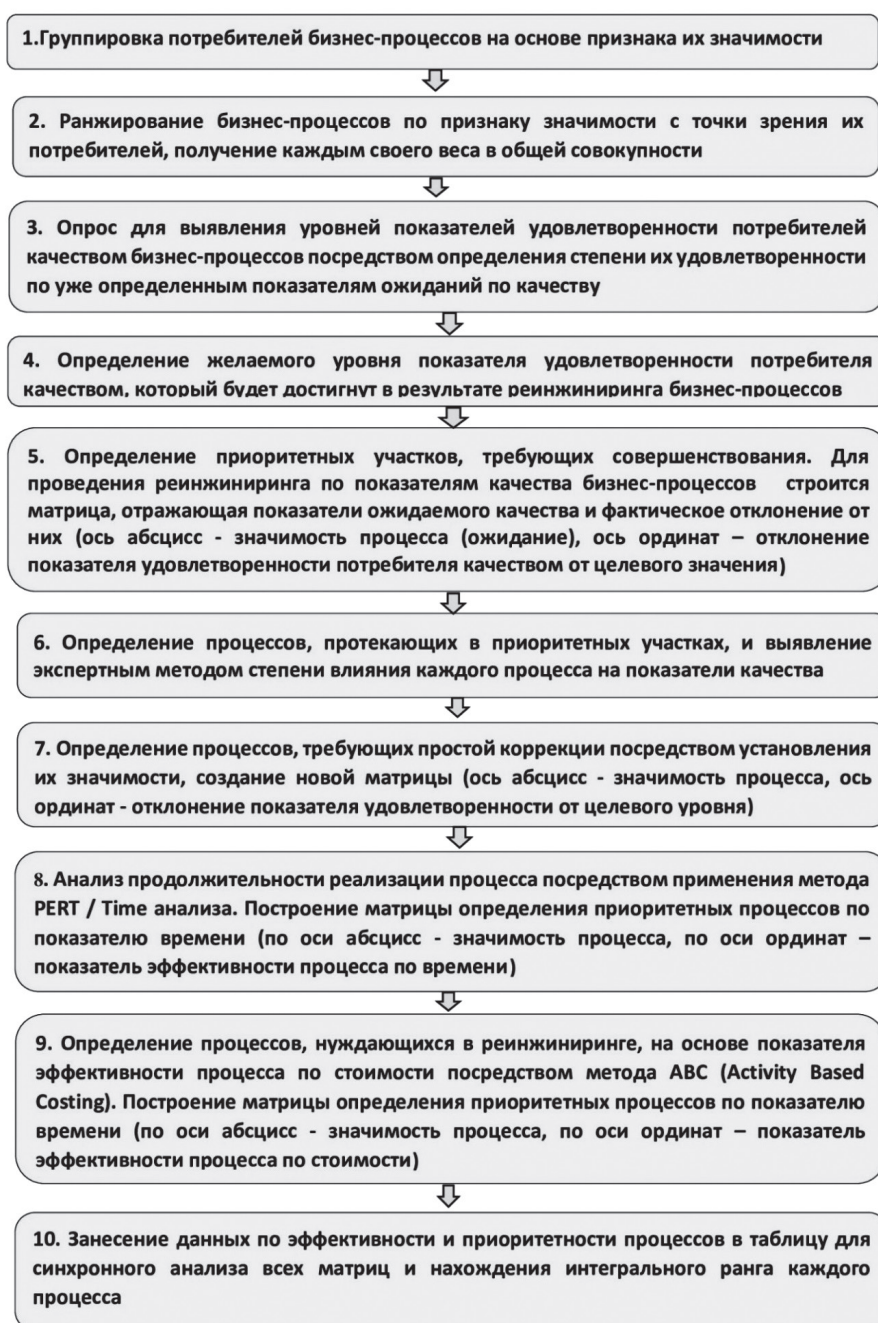 1.Группировка потребителей бизнес-процессов на основе признака их значимости
2. Ранжирование бизнес-процессов по признаку значимости с точки зрения их
потребителей, получение каждым своего веса в общей совокупности
3. Опрос для выявления уровней показателей удовлетворенности потребителей
качеством бизнес-процессов посредством определения степени их удовлетворенности
по уже определенным показателям ожиданий по качеству
4. Определение желаемого уровня показателя удовлетворенности потребителя
качеством, который будет достигнут в результате реинжиниринга бизнес-процессов
5. Определение приоритетных участков, требующих совершенствования. Для
проведения реинжиниринга по показателям качества бизнес-процессов строится
матрица, отражающая показатели ожидаемого качества и фактическое отклонение от
них (ось абсцисс - значимость процесса (ожидание), ось ординат – отклонение
показателя удовлетворенности потребителя качеством от целевого значения)
6. Определение процессов, протекающих в приоритетных участках, и выявление
экспертным методом степени влияния каждого процесса на показатели качества
7. Определение процессов, требующих простой коррекции посредством установления
их значимости, создание новой матрицы (ось абсцисс - значимость процесса, ось
ординат - отклонение показателя удовлетворенности от целевого уровня)
8. Анализ продолжительности реализации процесса посредством применения метода
PERT / Time анализа. Построение матрицы определения приоритетных процессов по
показателю времени (по оси абсцисс - значимость процесса, по оси ординат –
показатель эффективности процесса по времени)
9. Определение процессов, нуждающихся в реинжиниринге, на основе показателя
эффективности процесса по стоимости посредством метода ABC (Activity Based
Costing). Построение матрицы определения приоритетных процессов по показателю
времени (по оси абсцисс - значимость процесса, по оси ординат – показатель
эффективности процесса по стоимости)
10. Занесение данных по эффективности и приоритетности процессов в таблицу для
синхронного анализа всех матриц и нахождения интегрального ранга каждого
процесса